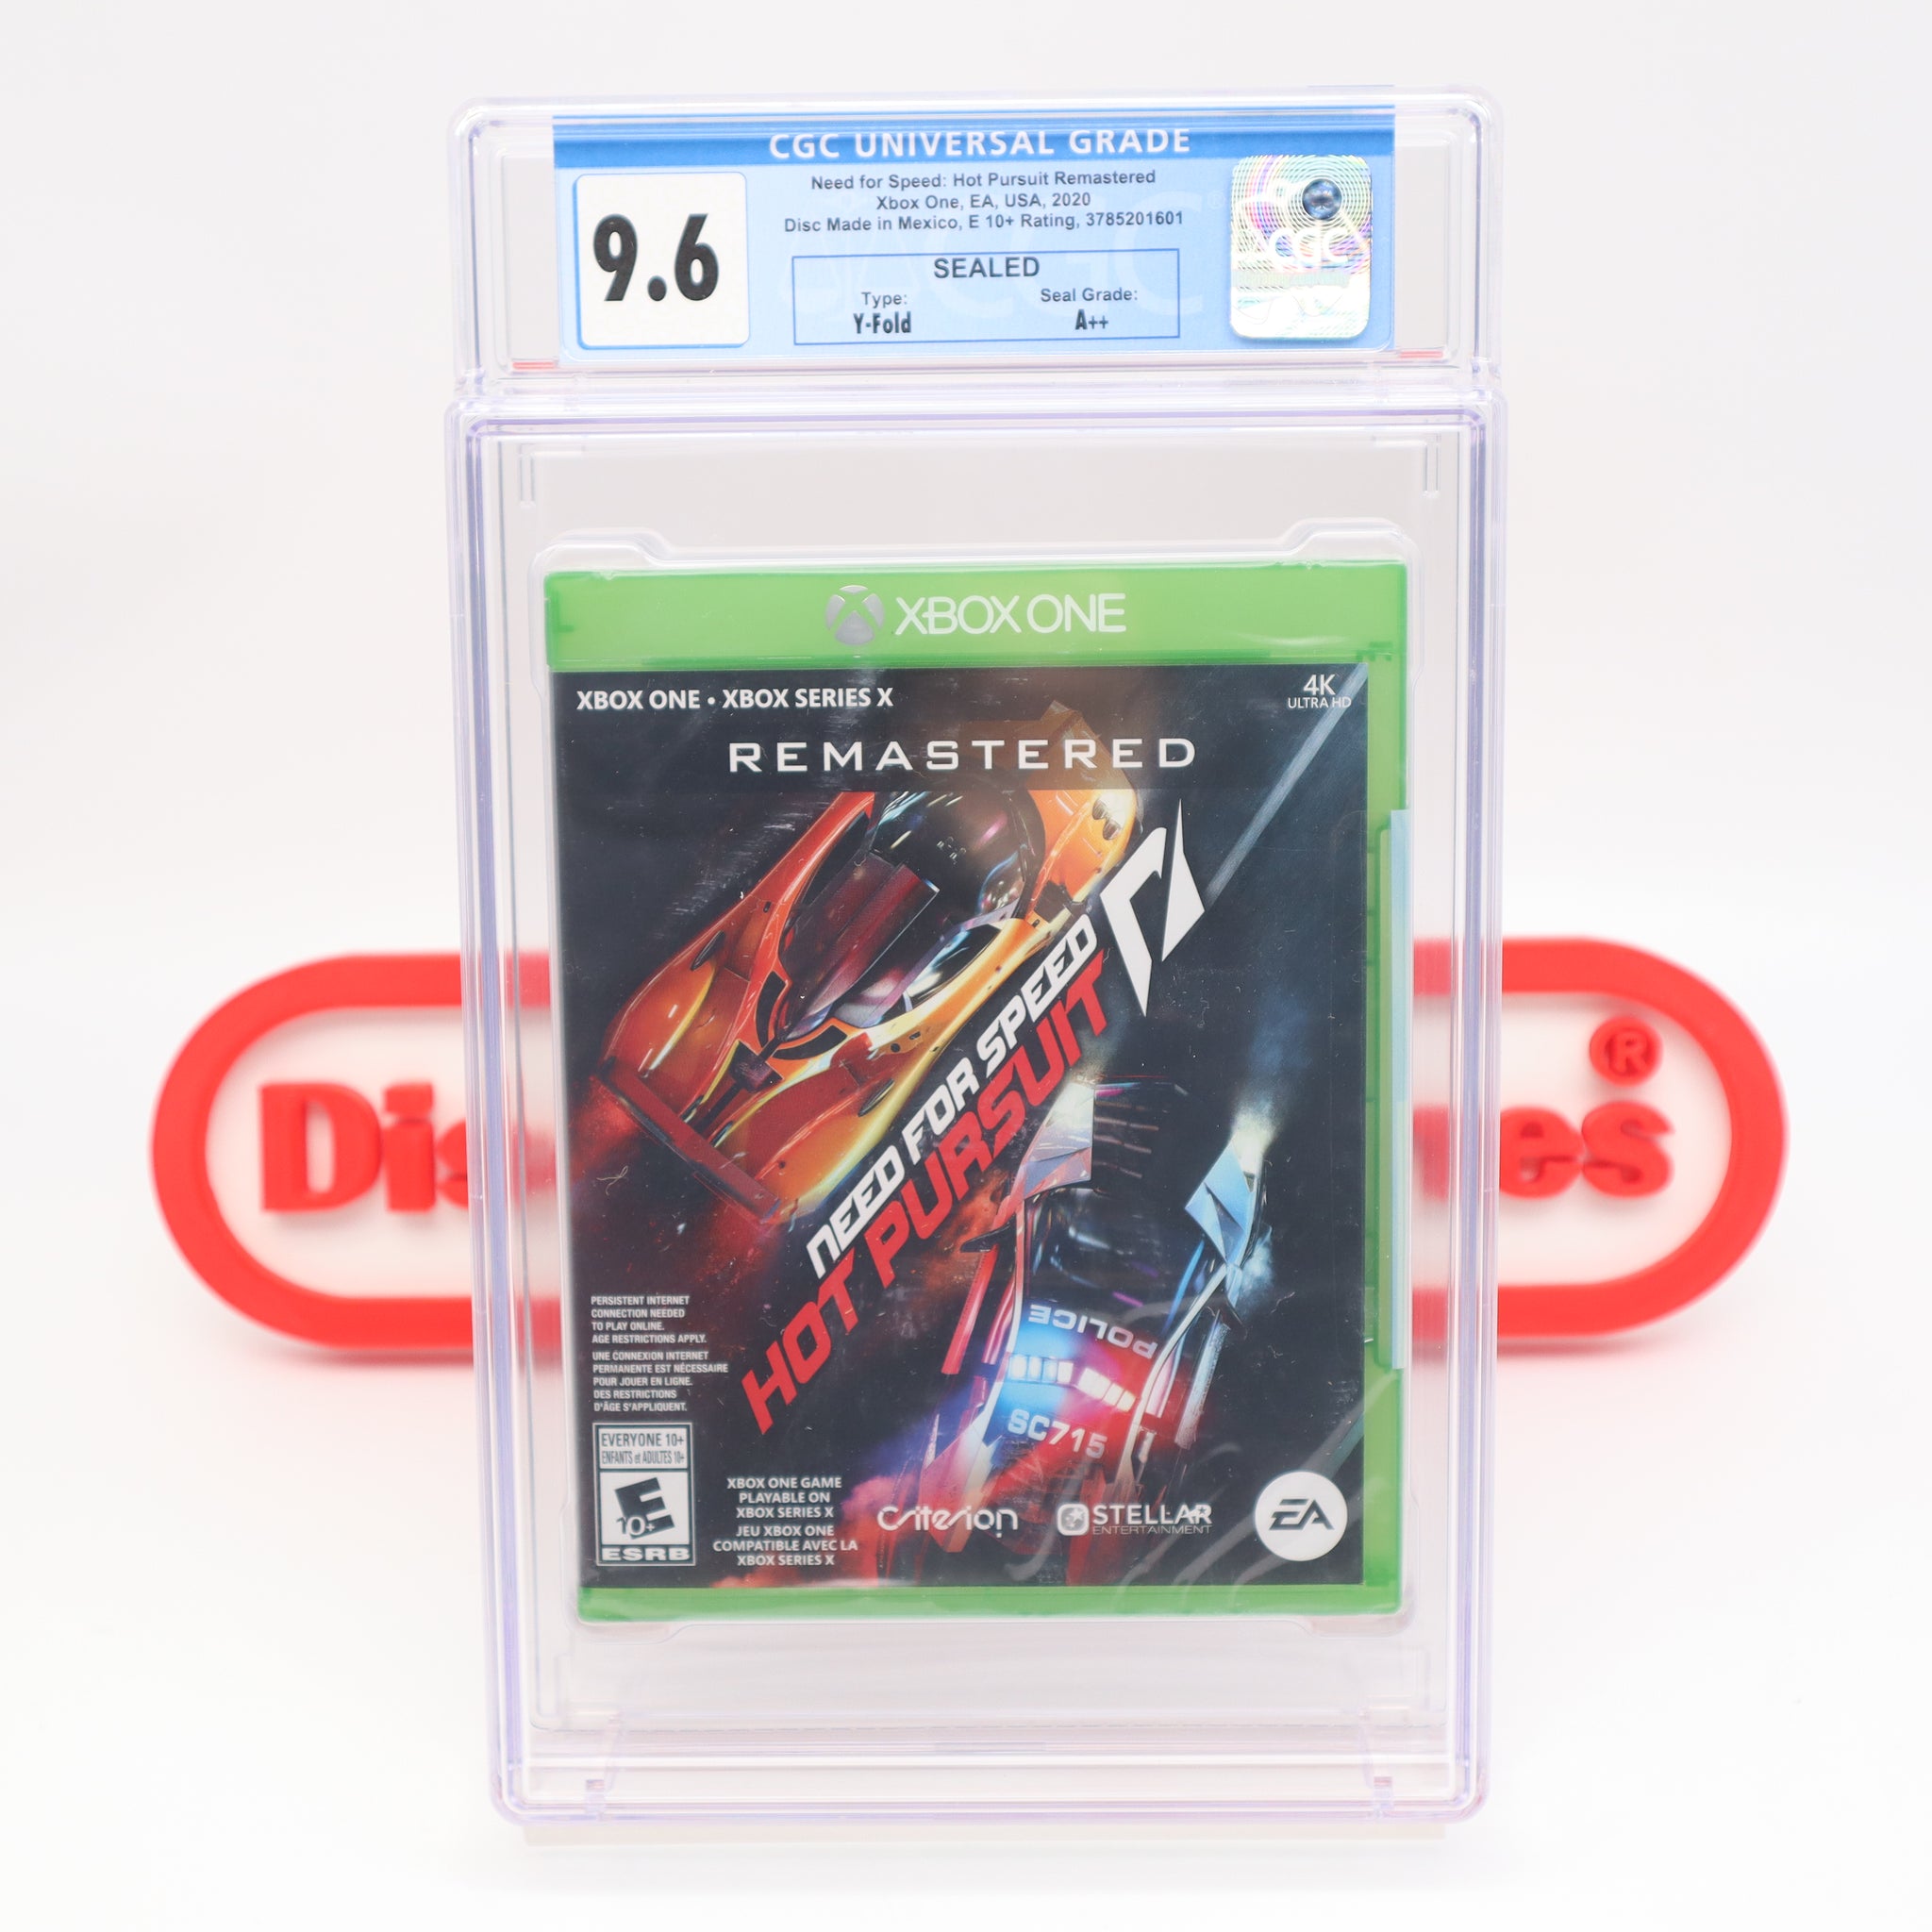 CGC UNIVERSAL GRADE
9.6
Need for Speed: Hot Pursuit Remastered
Xbox One, EA, USA, 2020
Disc Made in Mexico, E 10+ Rating, 3785201601
SEALED
Type:
Y-Fold
Seal Grade:
A++
CGC
XBOX ONE
XBOX ONE • XBOX SERIES X
4K
ULTRA HD
REMASTERED
NEED FOR SPEED
HOT PURSUIT
POLICE
SC715
PERSISTENT INTERNET
CONNECTION NEEDED
TO PLAY ONLINE.
AGE RESTRICTIONS APPLY.
UNE CONNEXION INTERNET
PERMANENTE EST NÉCESSAIRE
POUR JOUER EN LIGNE.
DES RESTRICTIONS
D'ÂGE S'APPLIQUENT.
EVERYONE 10+
ENFANTS et ADULTES 10+
E
10+
ESRB
XBOX ONE GAME
PLAYABLE ON
XBOX SERIES X
JEU XBOX ONE
COMPATIBLE AVEC LA
XBOX SERIES X
Criterion
STELLAR
ENTERTAINMENT
EA
®